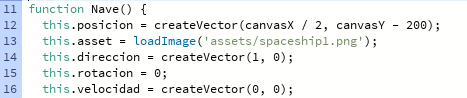 11 function Nave() {
12 this.posicion = createVector(canvasX / 2, canvasY - 200);
13 this.asset = loadImage('assets/spaceship1.png');
14 this.direccion = createVector(1, 0);
15 this.rotacion = 0;
16 this.velocidad = createVector(0, 0);